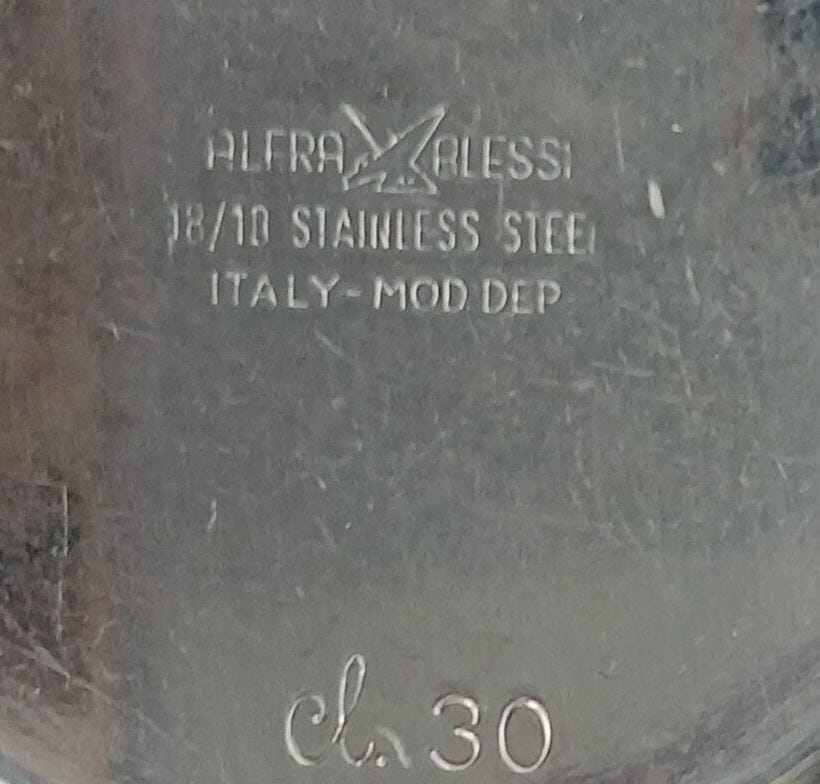 ALFRA ALESSI
18/10 STAINLESS STEEL
ITALY-MOD DEP
cl. 30